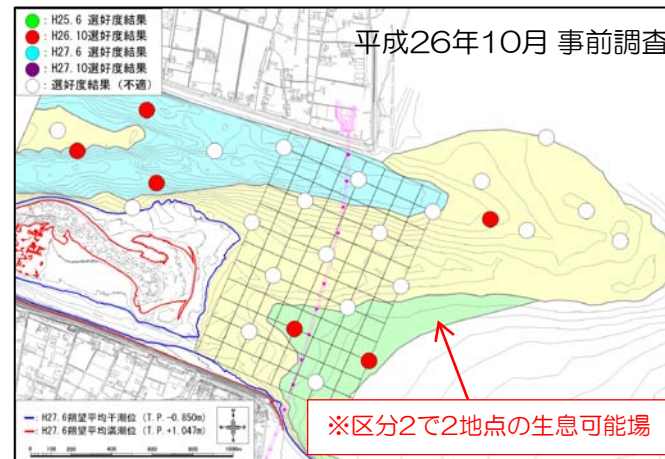 : H25.6 選好度結果
: H26.10選好度結果
: H27.6 選好度結果
: H27.10選好度結果
: 選好度結果 (不適)
平成26年10月 事前調査
: H27.6朔望平均干潮位 (T.P.-0.850m)
: H27.6朔望平均満潮位 (T.P.+1.047m)
※区分2で2地点の生息可能場